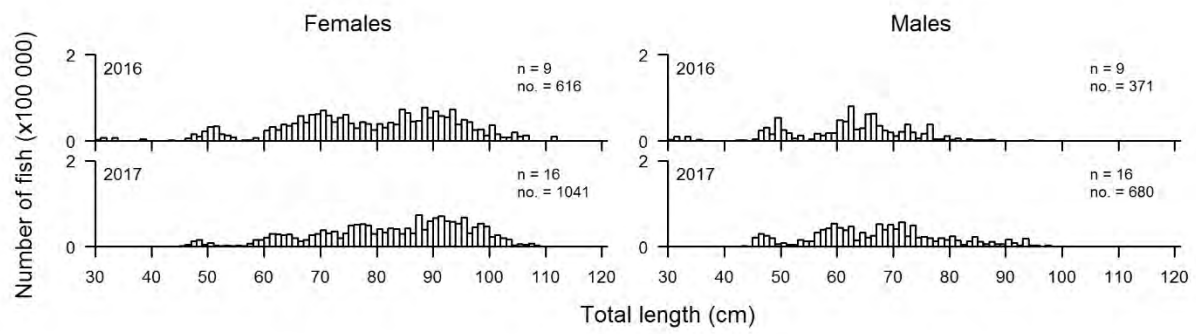 Females
Males
Number of fish (x100 000)
2
0
2016
n = 9
no. = 616
2
0
2016
n = 9
no. = 371
2
0
2017
n = 16
no. = 1041
2
0
2017
n = 16
no. = 680
30 40 50 60 70 80 90 100 110 120
30 40 50 60 70 80 90 100 110 120
Total length (cm)